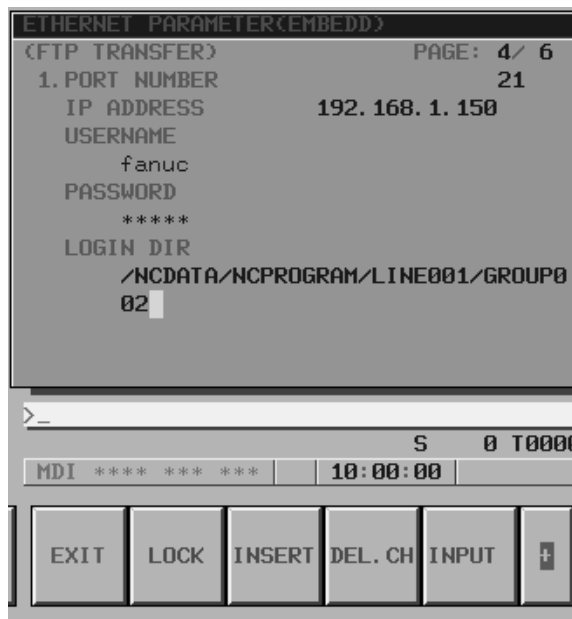 ETHERNET PARAMETER(EMBEDD)
(FTP TRANSFER) PAGE: 4/ 6
1. PORT NUMBER 21
IP ADDRESS 192. 168. 1. 150
USERNAME
fanuc
PASSWORD
*****
LOGIN DIR
/NCDATA/NCPROGRAM/LINE001/GROUP0
02
>_
S 0 T0000
MDI **** *** *** 10:00:00
EXIT LOCK INSERT DEL. CH INPUT +